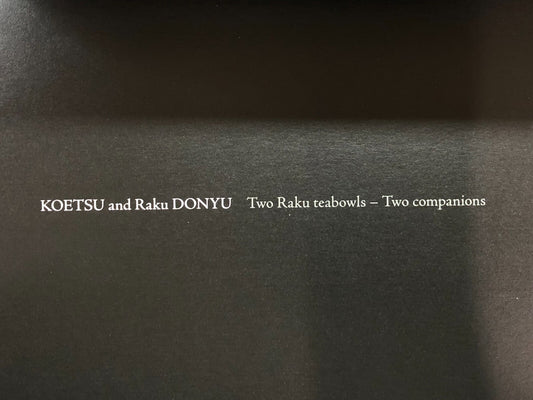 KOETSU and Raku DONYU Two Raku teabowls – Two companions